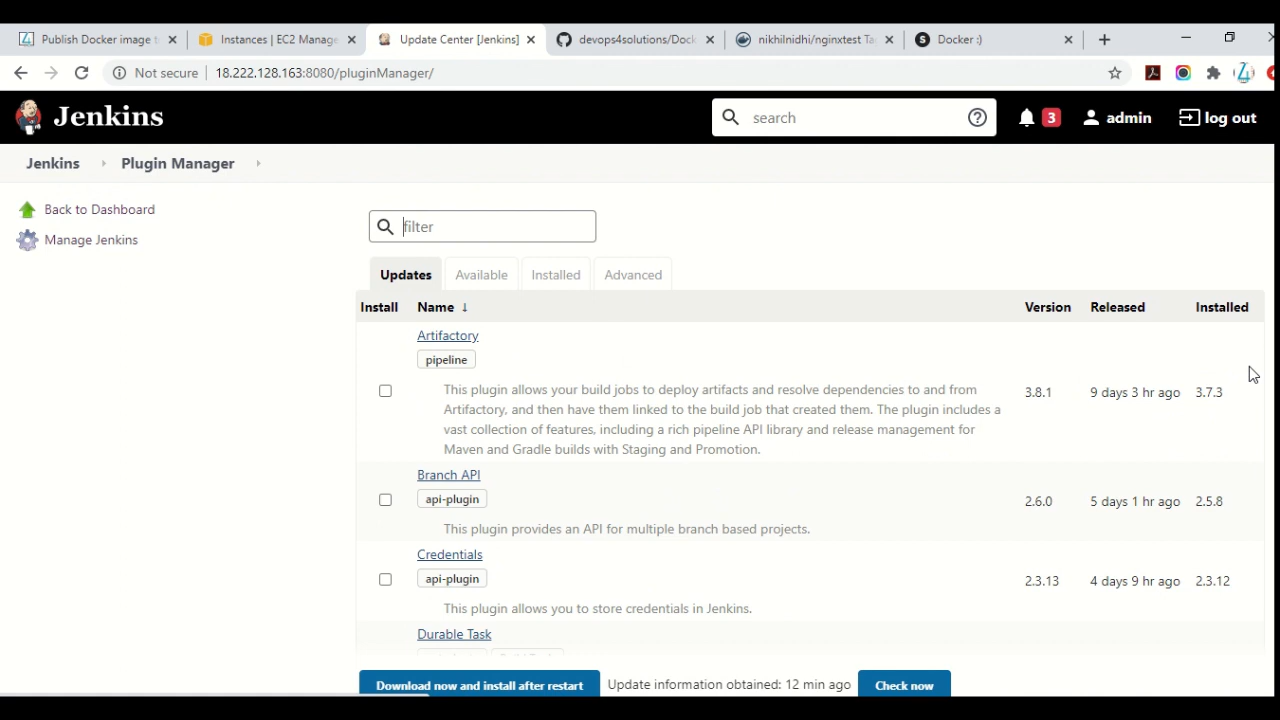 Publish Docker image t
Instances | EC2 Manag
Update Center [Jenkins]
devops4solutions/Dock
nikhilnidhi/nginxtest Ta
Docker :)
Not secure
18.222.128.163:8080/pluginManager/
Jenkins
search
3
admin
log out
Jenkins
Plugin Manager
Back to Dashboard
Manage Jenkins
filter
Updates
Available
Installed
Advanced
Install
Name ↓
Version
Released
Installed
Artifactory
pipeline
This plugin allows your build jobs to deploy artifacts and resolve dependencies to and from
Artifactory, and then have them linked to the build job that created them. The plugin includes a
vast collection of features, including a rich pipeline API library and release management for
Maven and Gradle builds with Staging and Promotion.
3.8.1
9 days 3 hr ago
3.7.3
Branch API
api-plugin
This plugin provides an API for multiple branch based projects.
2.6.0
5 days 1 hr ago
2.5.8
Credentials
api-plugin
This plugin allows you to store credentials in Jenkins.
2.3.13
4 days 9 hr ago
2.3.12
Durable Task
Download now and install after restart
Update information obtained: 12 min ago
Check now